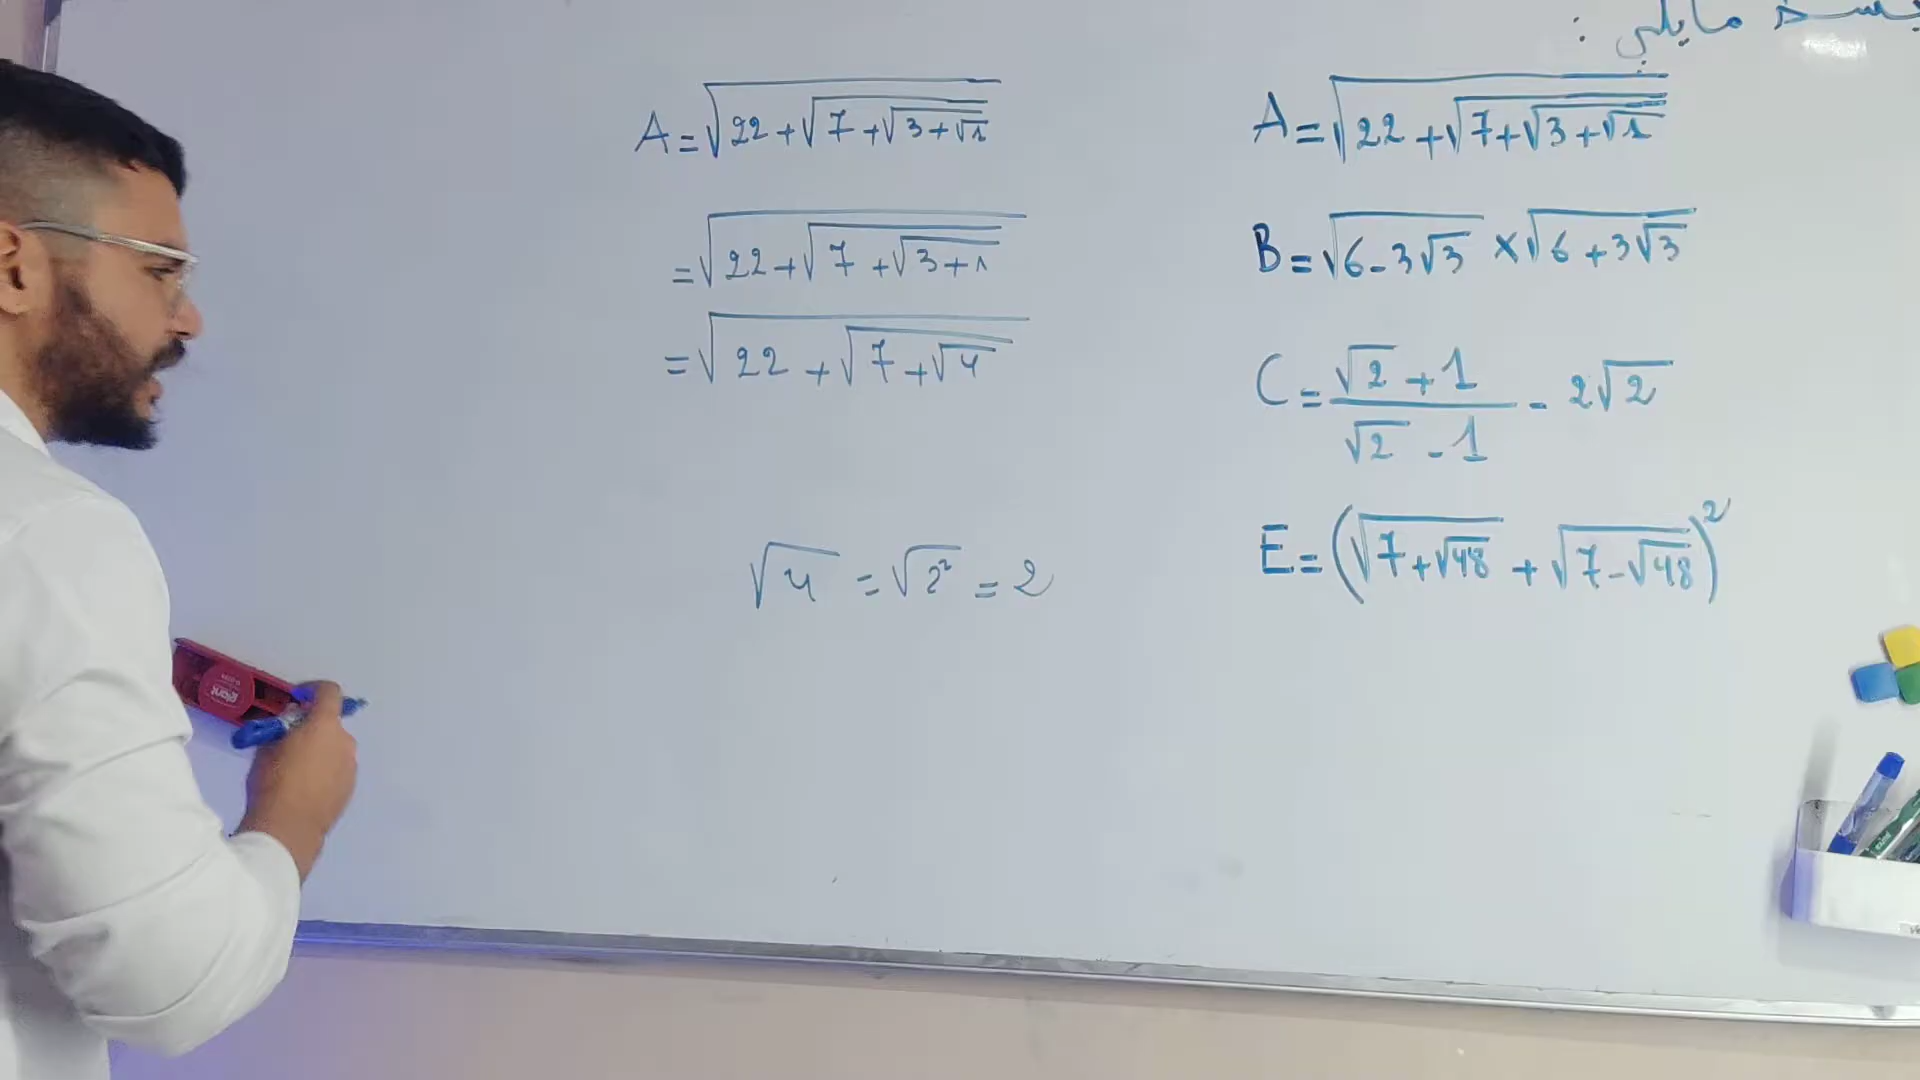 مايلي :
A = √(22 + √(7 + √(3 + √1)))
B = √(6 - 3√3) × √(6 + 3√3)
C = (√2 + 1)/(√2 - 1) - 2√2
E = (√(7 + √48) + √(7 - √48))²
A = √(22 + √(7 + √(3 + √1)))
= √(22 + √(7 + √(3 + 1)))
= √(22 + √(7 + √4))
√4 = √2² = 2
giant